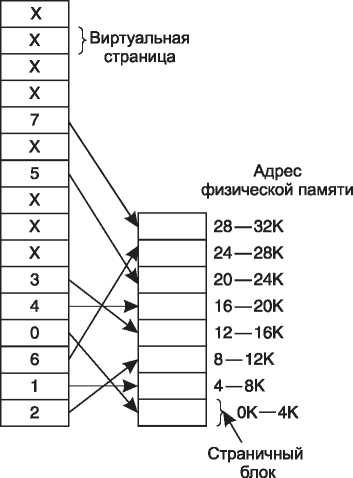 X
X
Виртуальная
страница
X
X
7
X
5
Адрес
физической памяти
X
X
28—32K
X
24—28K
3
20—24K
4
16—20K
0
12—16K
6
8—12K
1
4—8K
2
0K—4K
Страничный
блок